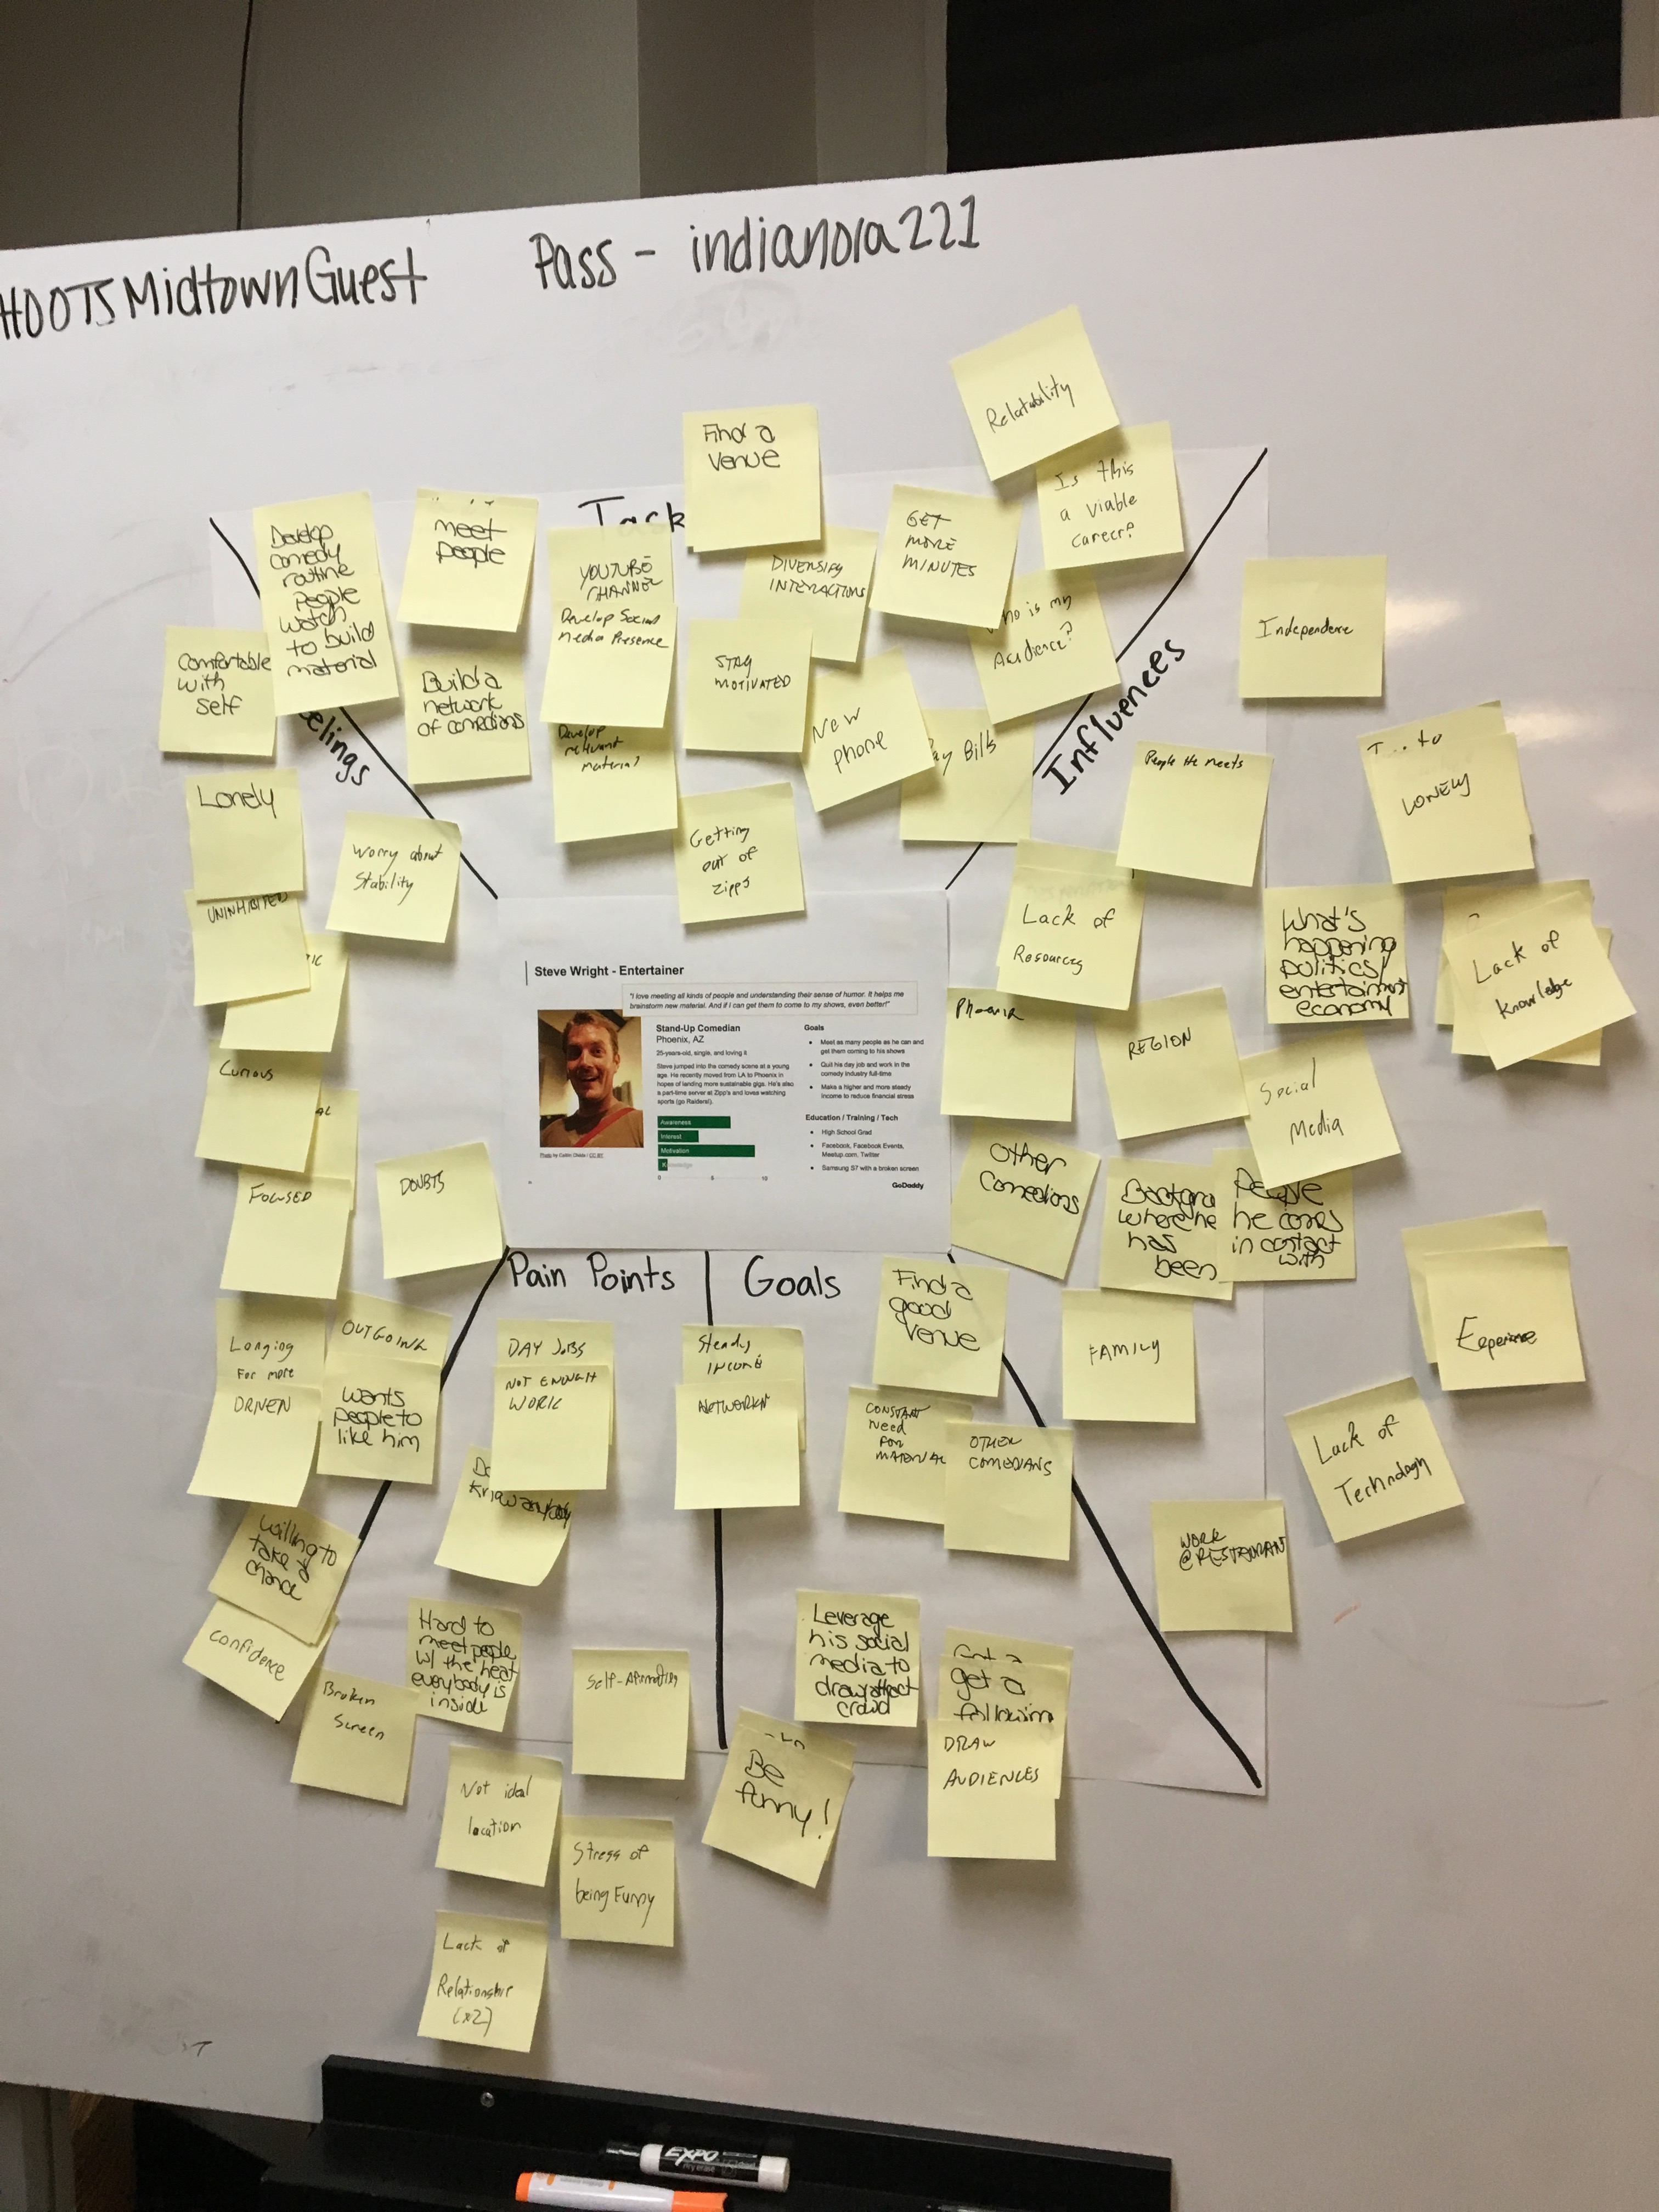 HOOTSMidtownGuest Pass - indianola221
Relatability
Find a
venue
Is this
a viable
career?
GET
MORE
MINUTES
Develop
comedy
routine
People
watch
to build
material
meet
people
Task
YOUTUBE
CHANNEL
DIVERSIFY
INTERACTIONS
Develop Social
Media Presence
ho is my
Audience?
Independence
Comfortable
with
self
STAY
MOTIVATED
Build a
network
of comedians
elings
New
phone
Develop
relevant
material
ay Bills
Influences
People He meets
to
LONELY
Lonely
Worry about
Stability
Getting
out of
Zipps
UNINHIBITED
IC
Lack of
Resources
What's
happening
politics/
entertainment
economy
Lack of
knowledge
Steve Wright - Entertainer
"I love meeting all kinds of people and understanding their sense of humor. It helps me
brainstorm new material. And if I can get them to come to my shows, even better!"
Stand-Up Comedian
Phoenix, AZ
25-years-old, single, and loving it
Steve jumped into the comedy scene at a young
age. He recently moved from LA to Phoenix in
hopes of landing more sustainable gigs. He's also
a part-time server at Zipp's and loves watching
sports (go Raiders!).
Awareness
Interest
Motivation
Knowledge
0 5 10
Goals
Meet as many people as he can and
get them coming to his shows
Quit his day job and work in the
comedy industry full-time
Make a higher and more steady
income to reduce financial stress
Education / Training / Tech
High School Grad
Facebook, Facebook Events,
Meetup.com, Twitter
Samsung S7 with a broken screen
GoDaddy
Phoenix
REGION
Social
Media
Curious
AL
FOCUSED
DOUBTS
Other
Comedians
Backgro
where he
has
been
People
he comes
in contact
with
Pain Points
Goals
Find a
good
venue
FAMILY
Experience
Longing
For more
DRIVEN
OUTGOING
Wants
people to
like him
DAY JOBS
NOT ENOUGH
WORK
Steady
INCOME
NETWORK
CONSTANT
Need
FOR
MATERIAL
OTHER
COMEDIANS
Lack of
Technology
Know anybody
WORK
@RESTAURANT
willing to
take a
chance
Confidence
Hard to
meet people
w/ the heat
everybody is
inside
Broken
Screen
Leverage
his social
media to
draw
crowd
get a
following
DRAW
AUDIENCES
Be
funny!
Not ideal
location
Stress of
being Funny
Lack of
Relationship
(x2)
EXPO